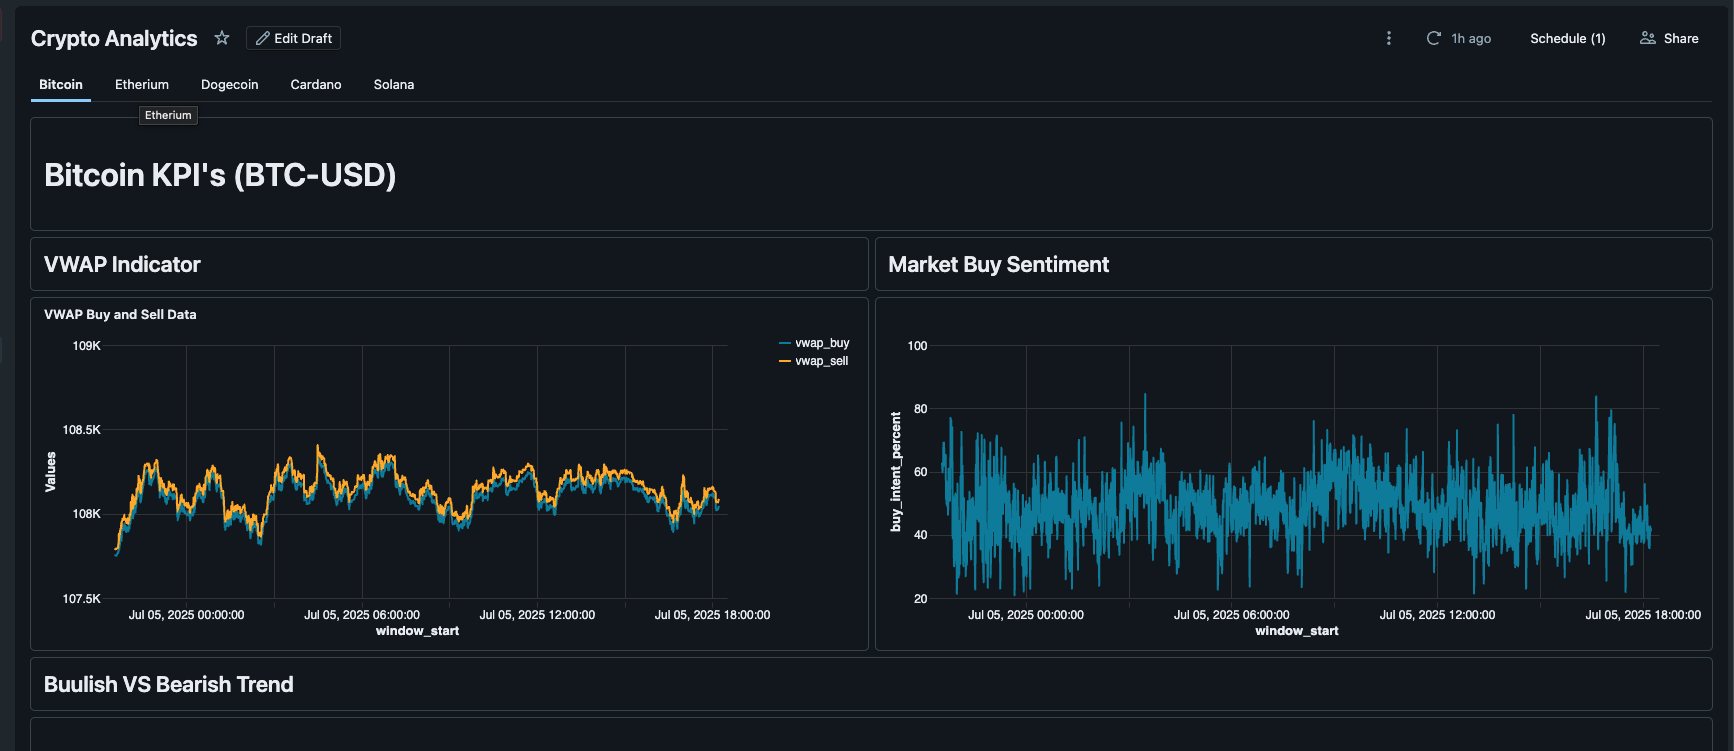 Crypto Analytics
Edit Draft
1h ago
Schedule (1)
Share
Bitcoin
Etherium
Dogecoin
Cardano
Solana
Etherium
Bitcoin KPI's (BTC-USD)
VWAP Indicator
Market Buy Sentiment
VWAP Buy and Sell Data
109K
108.5K
108K
107.5K
Values
Jul 05, 2025 00:00:00
Jul 05, 2025 06:00:00
Jul 05, 2025 12:00:00
Jul 05, 2025 18:00:00
window_start
vwap_buy
vwap_sell
100
80
60
40
20
buy_intent_percent
Jul 05, 2025 00:00:00
Jul 05, 2025 06:00:00
Jul 05, 2025 12:00:00
Jul 05, 2025 18:00:00
window_start
Buulish VS Bearish Trend